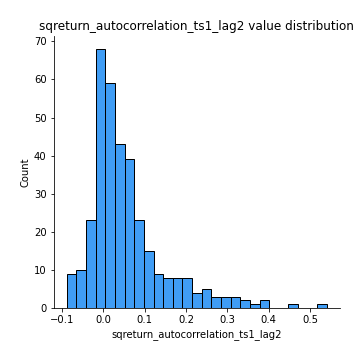 sqreturn_autocorrelation_ts1_lag2 value distribution
70
60
50
40
30
20
10
0
Count
−0.1 0.0 0.1 0.2 0.3 0.4 0.5
sqreturn_autocorrelation_ts1_lag2